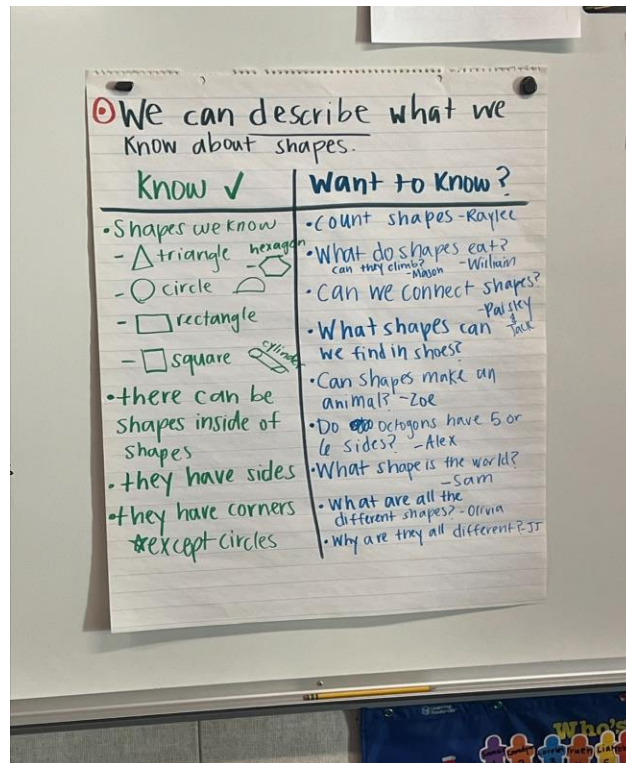 We can describe what we
know about shapes.
Know ✓
• Shapes we know
- triangle hexagon
- circle
- rectangle
- square cylinder
• there can be
shapes inside of
shapes
• they have sides
• they have corners
☆except circles
Want to know?
• Count shapes -Raylee
• What do shapes eat?
can they climb? -William
-Mason
• Can we connect shapes?
-Paisley
& Jack
• What shapes can
we find in shoes?
• Can shapes make an
animal? -Zoe
• Do octogons have 5 or
6 sides? -Alex
• What shape is the world?
-Sam
• What are all the
different shapes? -Olivia
• Why are they all different? -JJ
Who's